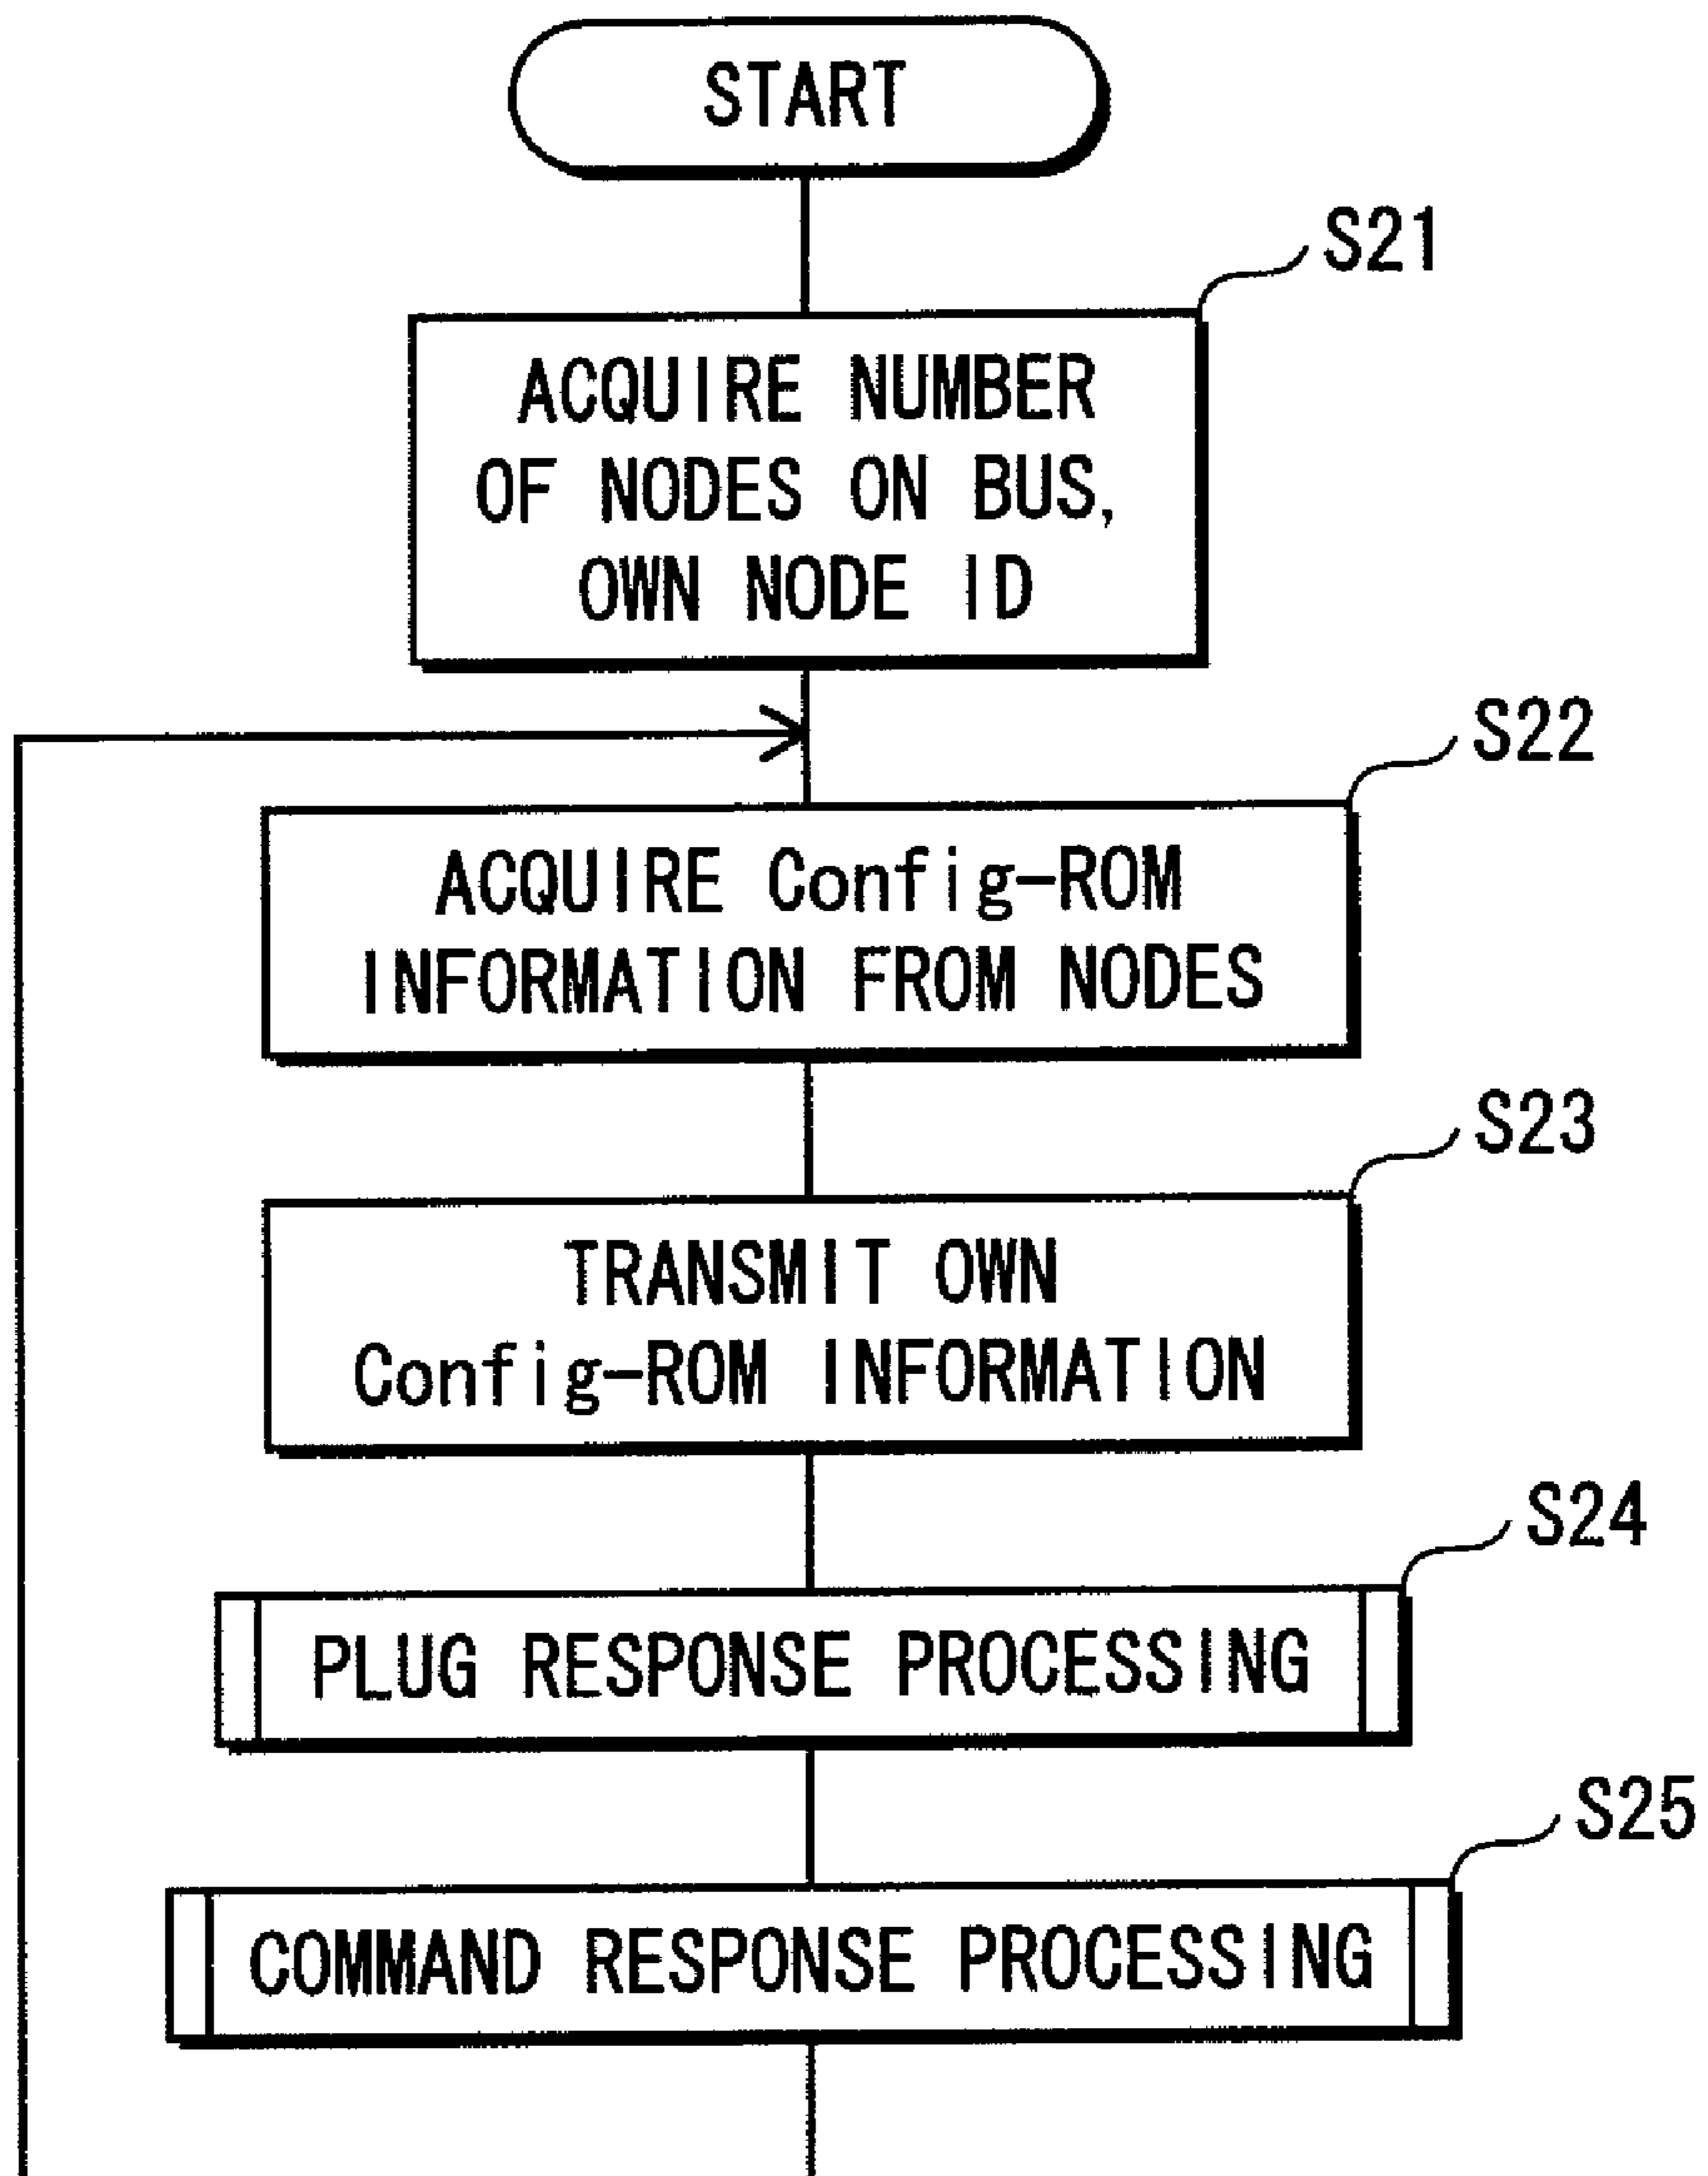 START
S21
ACQUIRE NUMBER
OF NODES ON BUS,
OWN NODE ID
S22
ACQUIRE Config-ROM
INFORMATION FROM NODES
S23
TRANSMIT OWN
Config-ROM INFORMATION
S24
PLUG RESPONSE PROCESSING
S25
COMMAND RESPONSE PROCESSING